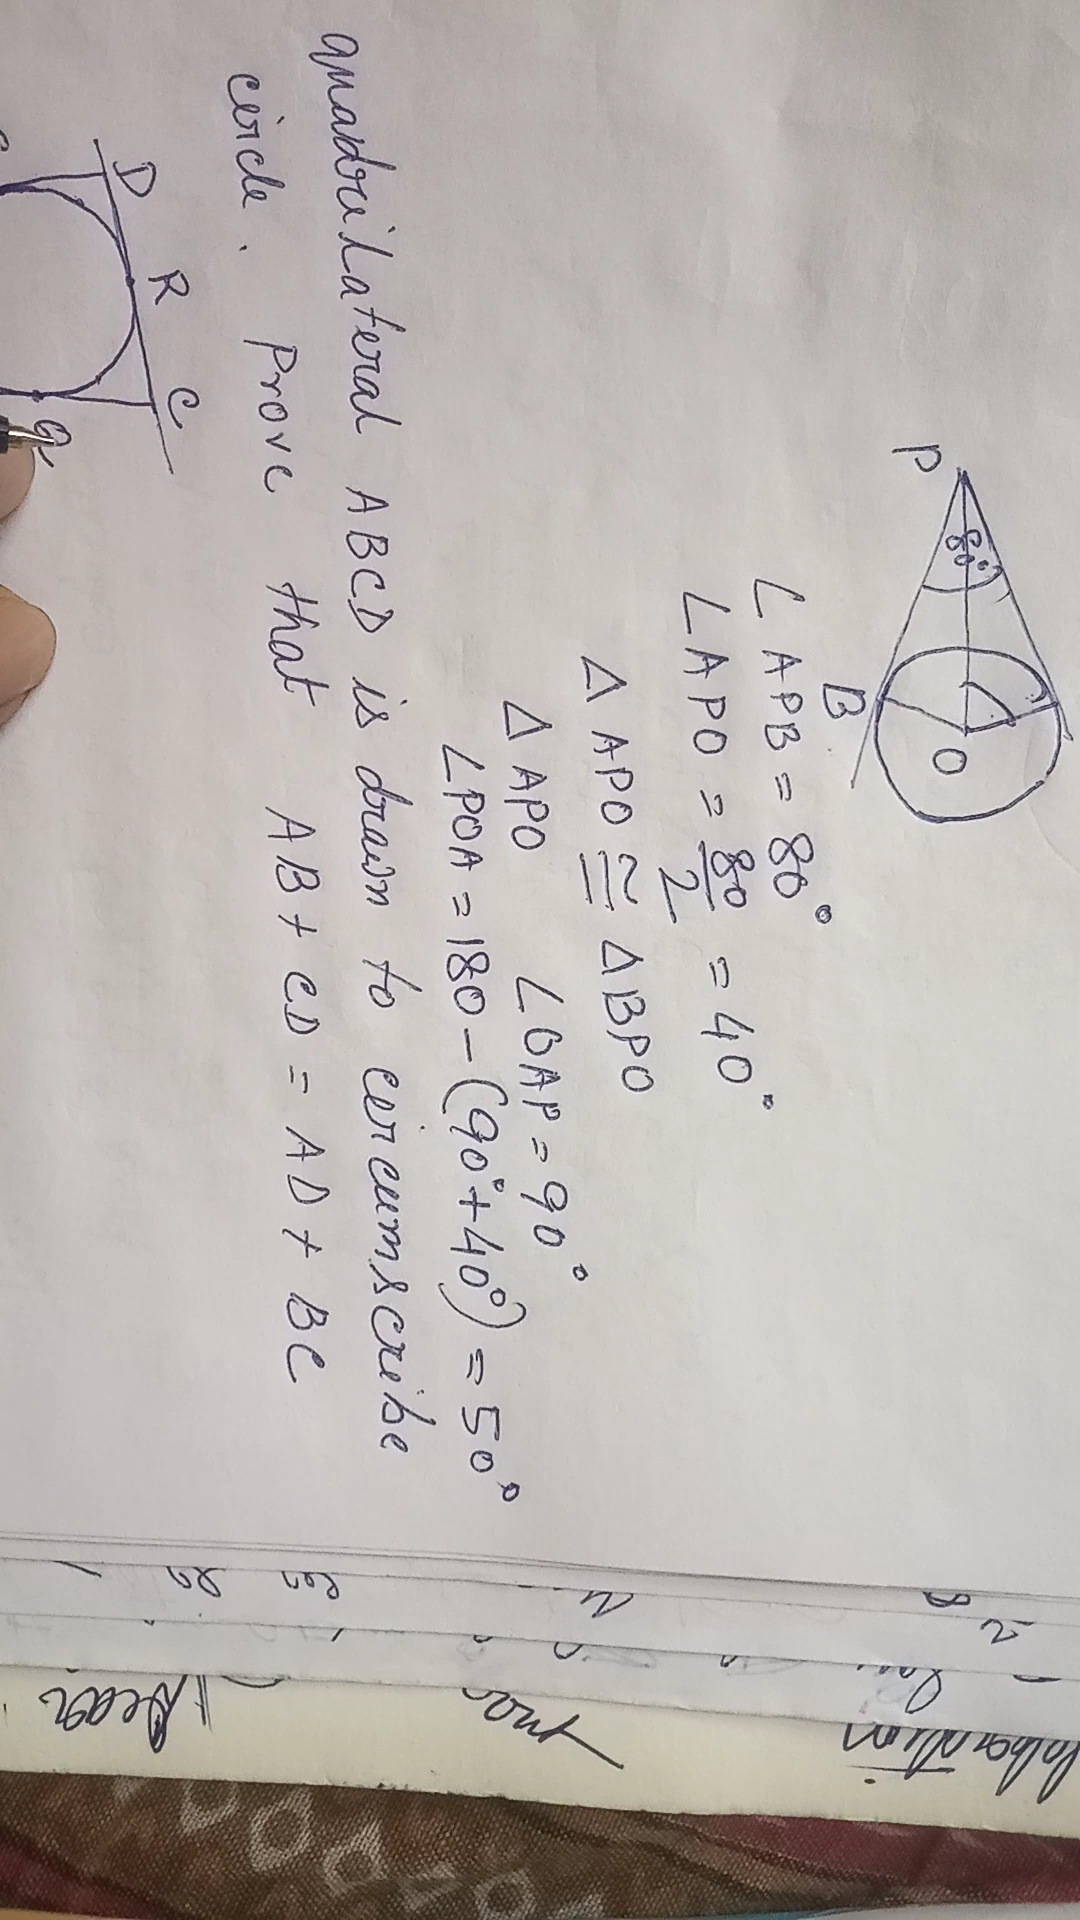 P
80°
B
O
∠APB = 80°
∠APO = 80/2 = 40°
△APO ≅ △BPO
△APO ∠OAP = 90°
∠POA = 180 - (90° + 40°) = 50°
quadrilateral ABCD is drawn to circumscribe
circle. Prove that AB + CD = AD + BC
D R C
Q